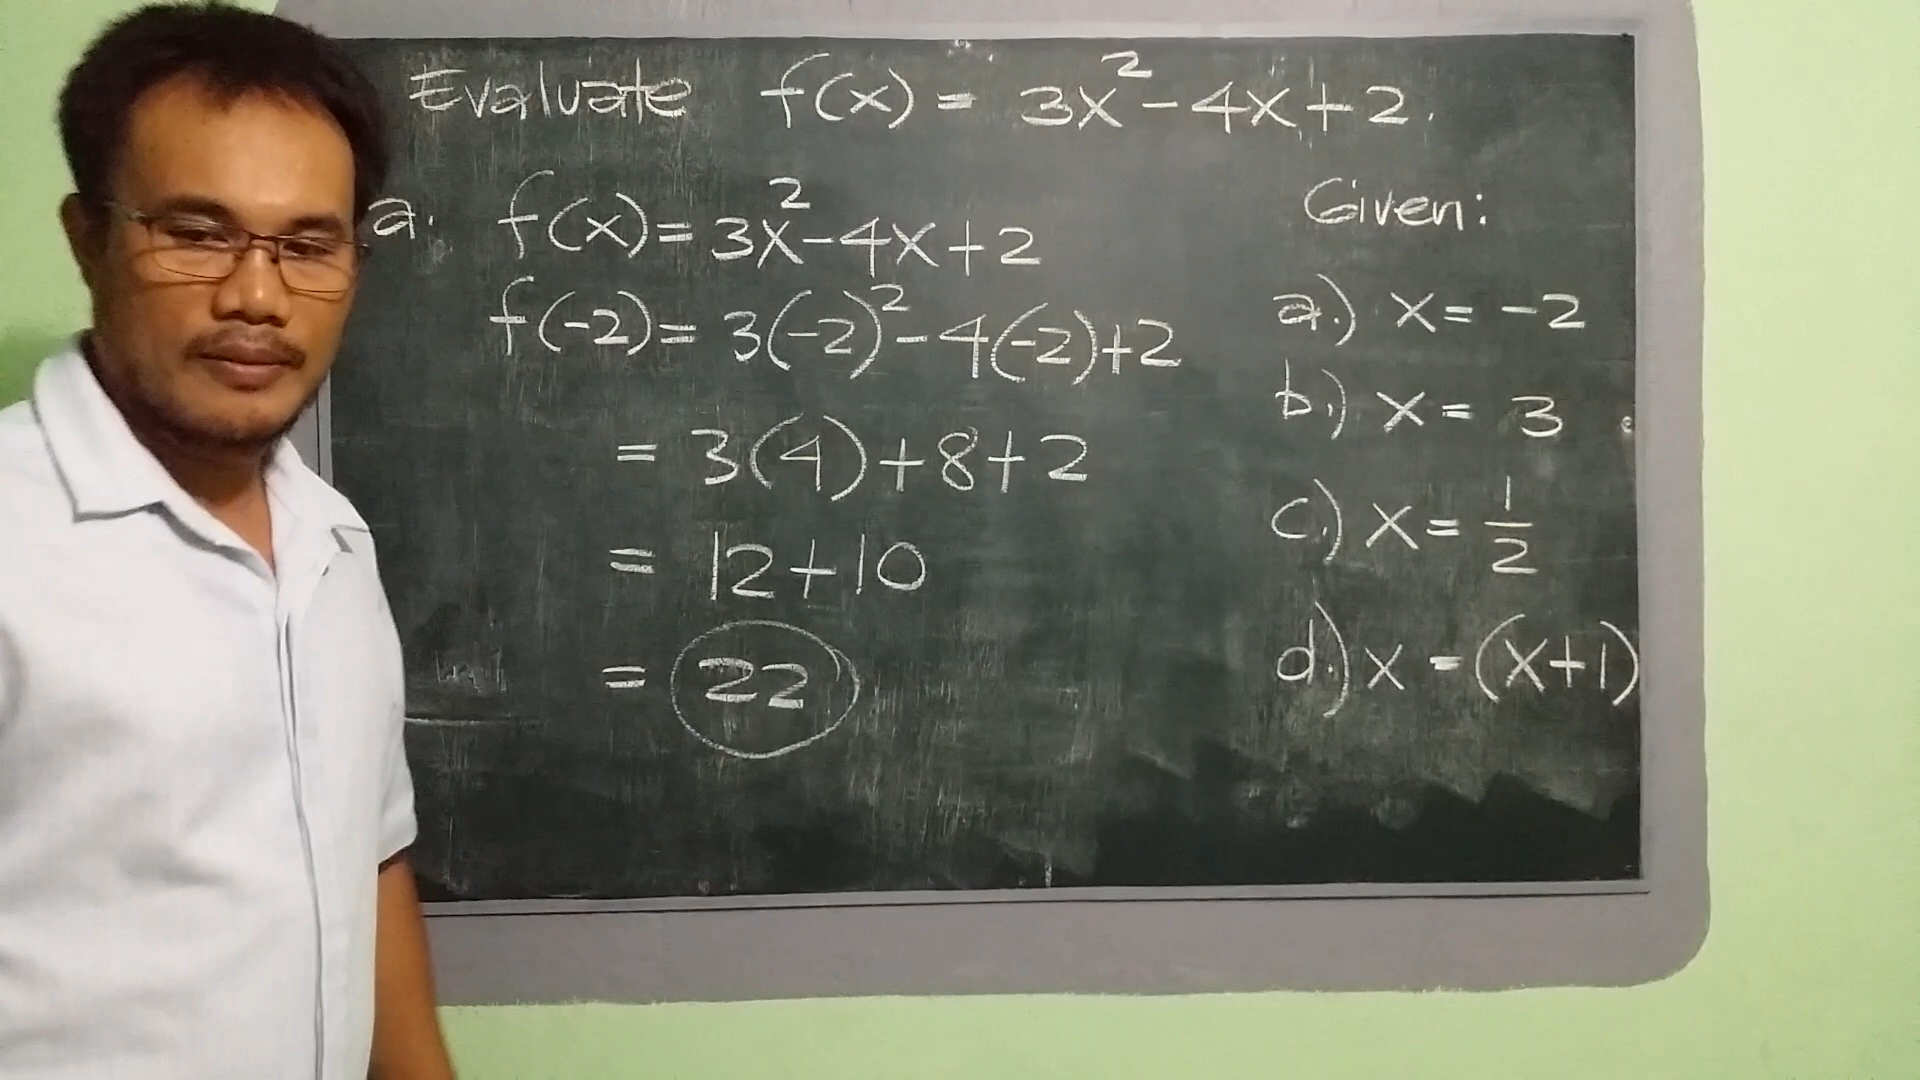 Evaluate f(x) = 3x² - 4x + 2.
a. f(x) = 3x² - 4x + 2
f(-2) = 3(-2)² - 4(-2) + 2
= 3(4) + 8 + 2
= 12 + 10
= 22
Given:
a.) x = -2
b.) x = 3
c.) x = 1/2
d.) x = (x+1)